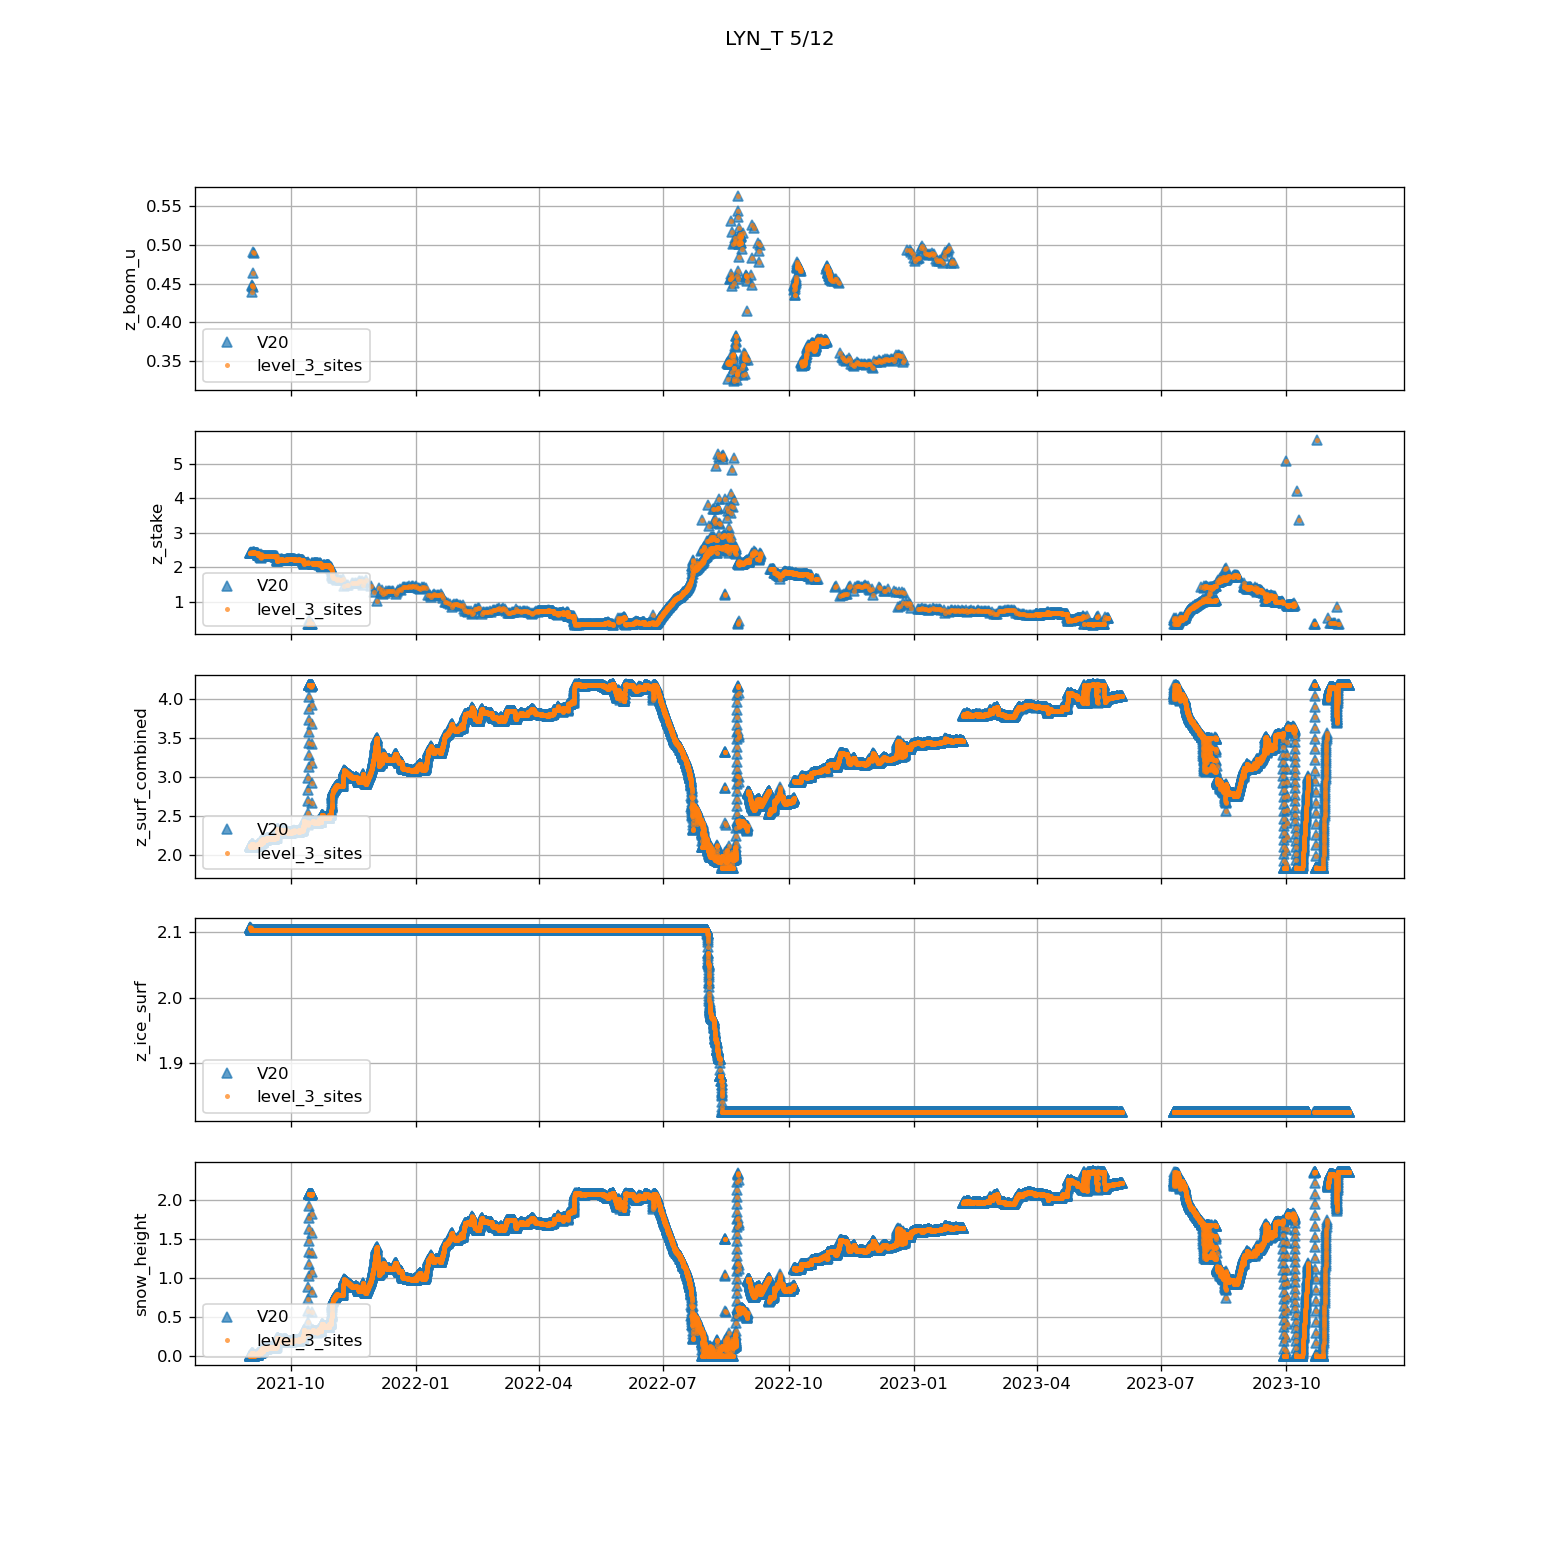 LYN_T 5/12
z_boom_u
0.55
0.50
0.45
0.40
0.35
V20
level_3_sites
z_stake
5
4
3
2
1
V20
level_3_sites
z_surf_combined
4.0
3.5
3.0
2.5
2.0
V20
level_3_sites
z_ice_surf
2.1
2.0
1.9
V20
level_3_sites
snow_height
2.0
1.5
1.0
0.5
0.0
V20
level_3_sites
2021-10 2022-01 2022-04 2022-07 2022-10 2023-01 2023-04 2023-07 2023-10